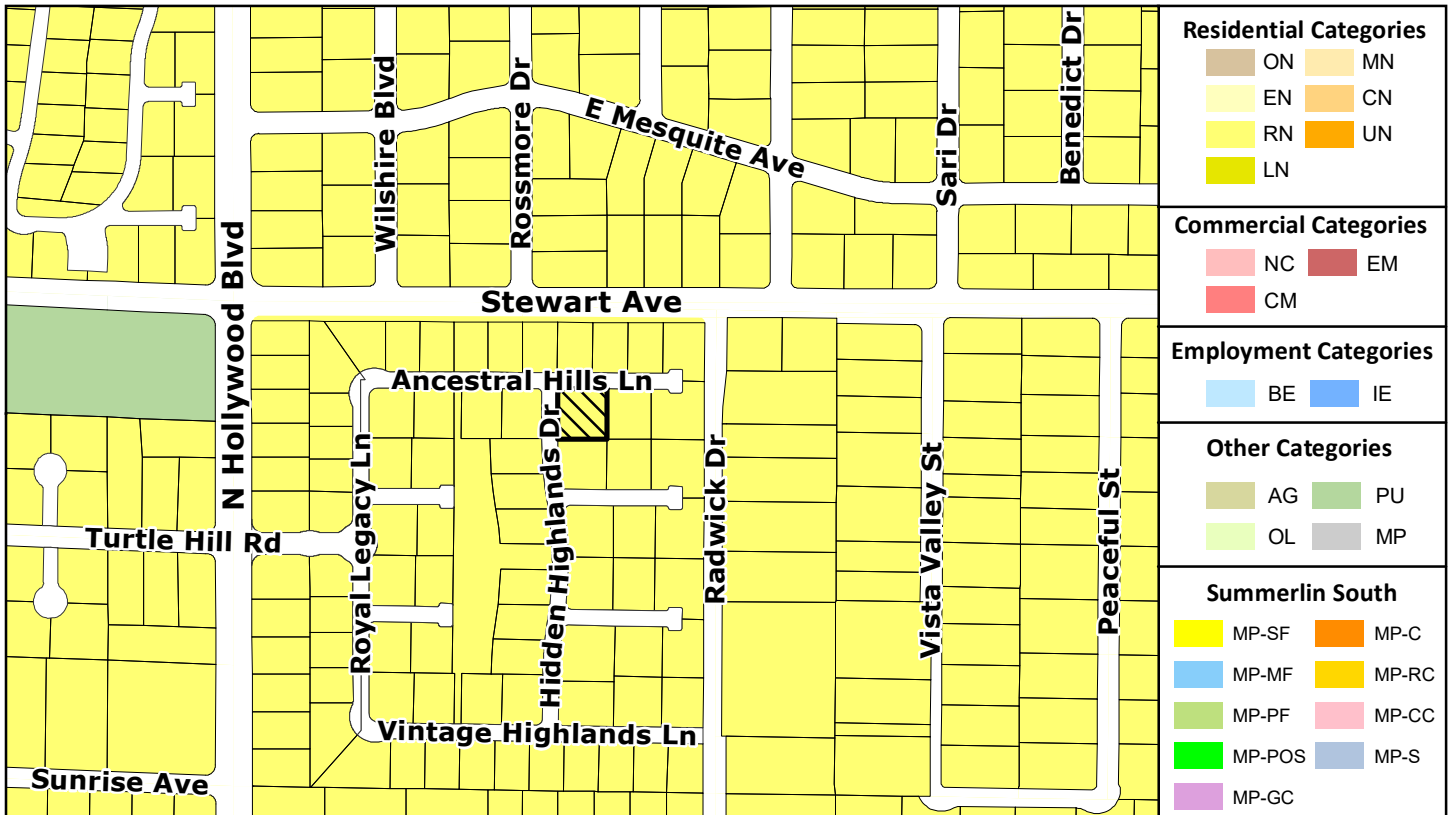 Benedict Dr
Wilshire Blvd
Rossmore Dr
E Mesquite Ave
Sari Dr
N Hollywood Blvd
Stewart Ave
Ancestral Hills Ln
Hidden Highlands Dr
Royal Legacy Ln
Radwick Dr
Vista Valley St
Peaceful St
Turtle Hill Rd
Vintage Highlands Ln
Sunrise Ave
Residential Categories
ON MN
EN CN
RN UN
LN
Commercial Categories
NC EM
CM
Employment Categories
BE IE
Other Categories
AG PU
OL MP
Summerlin South
MP-SF MP-C
MP-MF MP-RC
MP-PF MP-CC
MP-POS MP-S
MP-GC